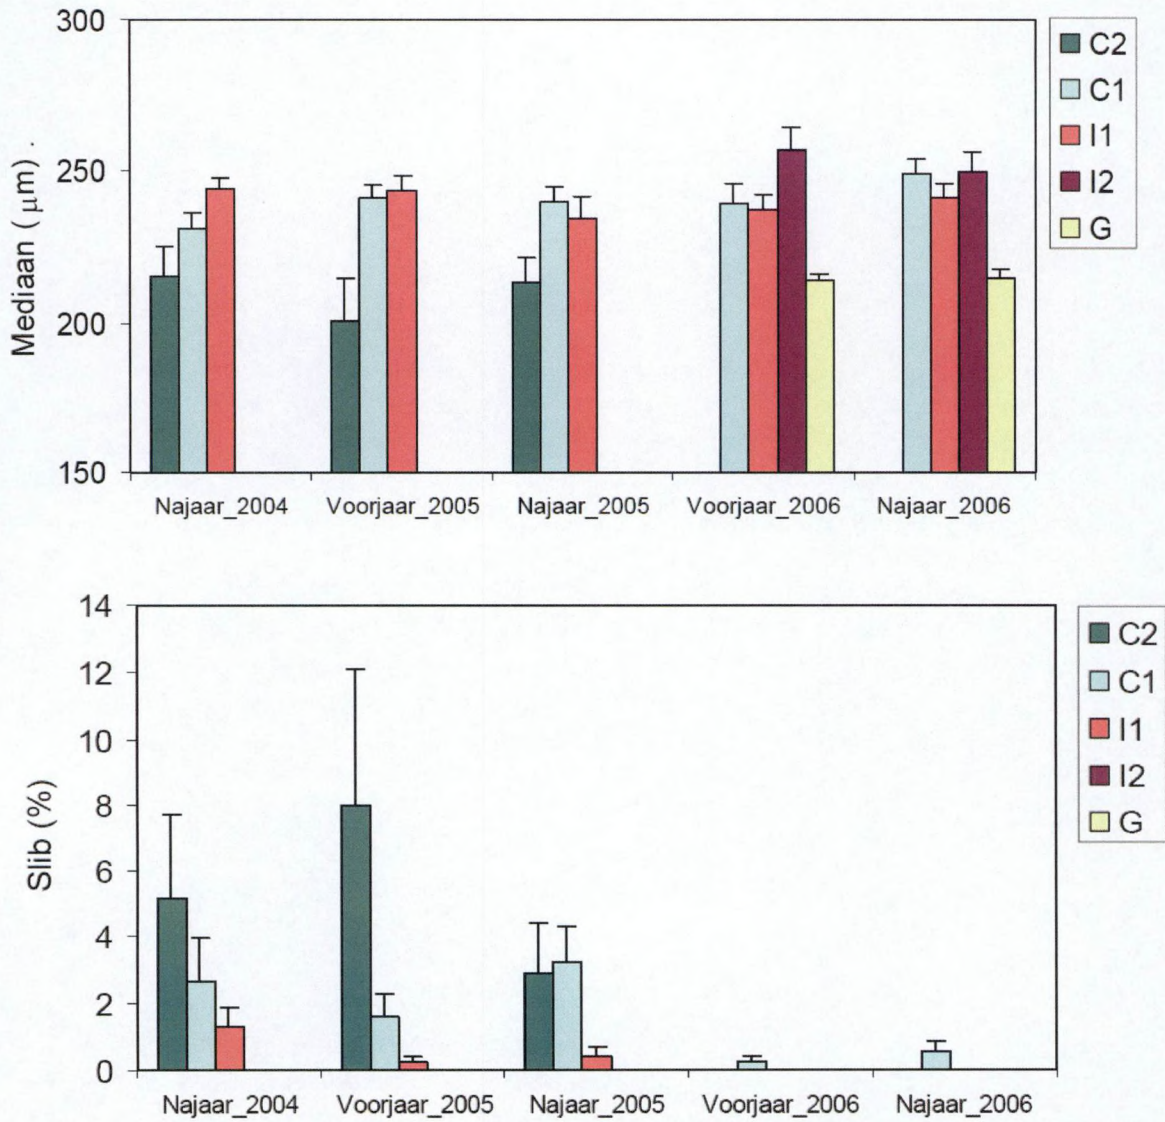 300
250
200
150
Mediaan ( µm) .
C2
C1
I1
I2
G
Najaar_2004 Voorjaar_2005 Najaar_2005 Voorjaar_2006 Najaar_2006
14
12
10
8
6
4
2
0
Slib (%)
C2
C1
I1
I2
G
Najaar_2004 Voorjaar_2005 Najaar_2005 Voorjaar_2006 Najaar_2006